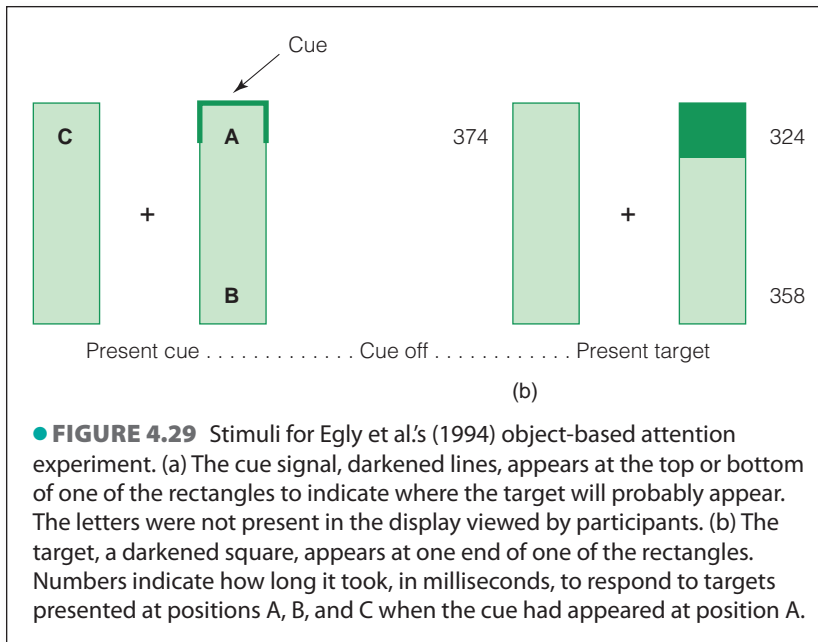 Cue
C
A
374
324
+
+
B
358
Present cue . . . . . . . . . . . . . Cue off . . . . . . . . . . . . Present target
(b)
● FIGURE 4.29 Stimuli for Egly et al.'s (1994) object-based attention
experiment. (a) The cue signal, darkened lines, appears at the top or bottom
of one of the rectangles to indicate where the target will probably appear.
The letters were not present in the display viewed by participants. (b) The
target, a darkened square, appears at one end of one of the rectangles.
Numbers indicate how long it took, in milliseconds, to respond to targets
presented at positions A, B, and C when the cue had appeared at position A.